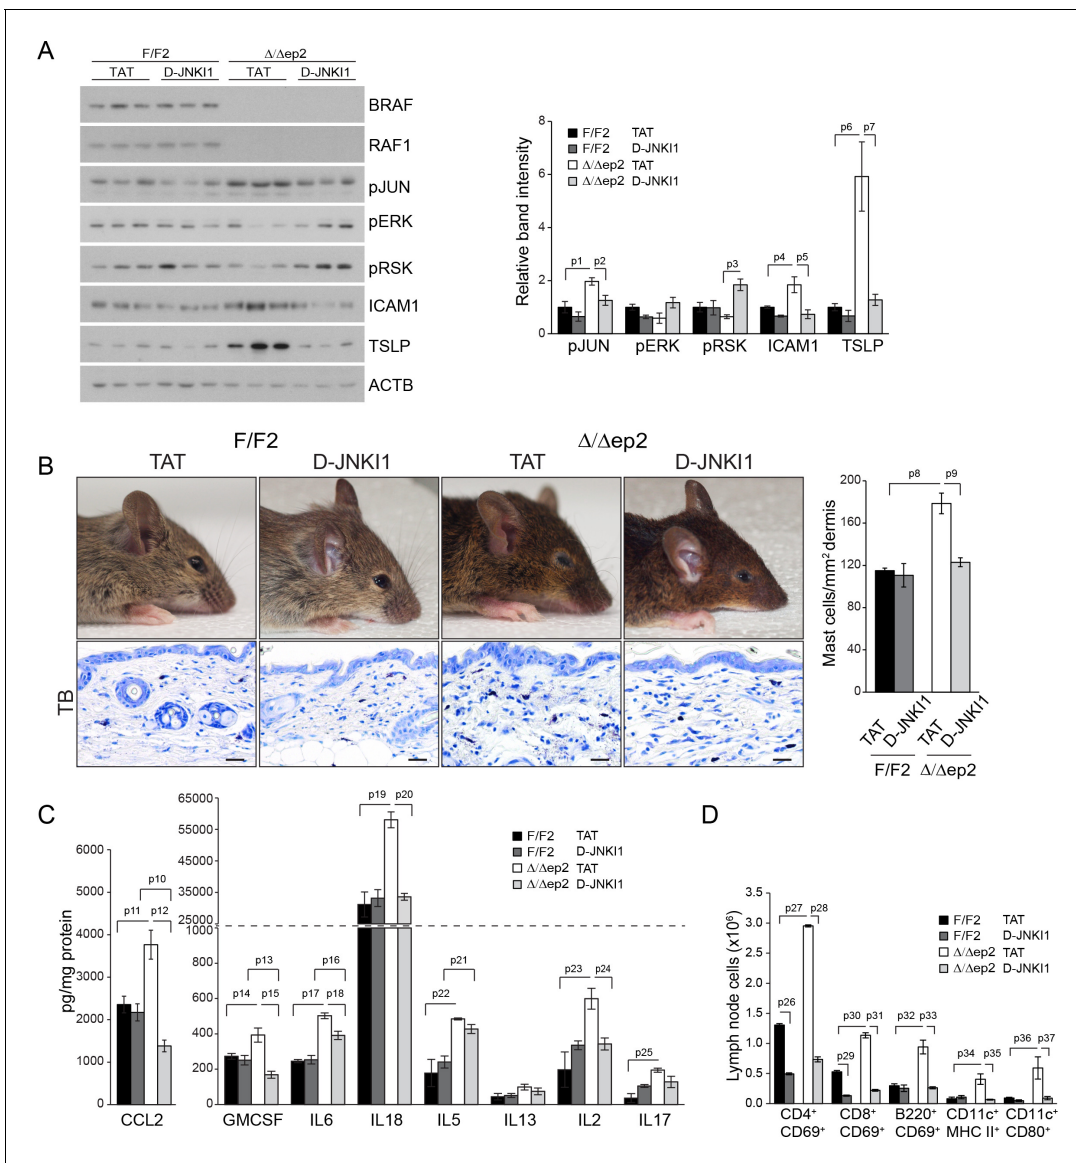 A
F/F2 Δ/Δep2
TAT D-JNKI1 TAT D-JNKI1
BRAF
RAF1
pJUN
pERK
pRSK
ICAM1
TSLP
ACTB
Relative band intensity
8
6
4
2
0
F/F2 TAT
F/F2 D-JNKI1
Δ/Δep2 TAT
Δ/Δep2 D-JNKI1
p1 p2 p3 p4 p5 p6 p7
pJUN pERK pRSK ICAM1 TSLP
B
F/F2 Δ/Δep2
TAT D-JNKI1 TAT D-JNKI1
TB
Mast cells/mm² dermis
200
160
120
80
40
0
p8 p9
TAT D-JNKI1 TAT D-JNKI1
F/F2 Δ/Δep2
C
pg/mg protein
6000
5000
4000
3000
2000
1000
0
p10
p11 p12
CCL2
65000
55000
45000
35000
25000
1000
800
600
400
200
0
p19 p20
p13
p14 p15
p16
p17 p18
p21
p22
p23 p24
p25
F/F2 TAT
F/F2 D-JNKI1
Δ/Δep2 TAT
Δ/Δep2 D-JNKI1
GMCSF IL6 IL18 IL5 IL13 IL2 IL17
D
Lymph node cells (x10⁶)
3.5
3.0
2.5
2.0
1.5
1.0
0.5
0
p27 p28
p26
p30 p31
p29
p32 p33
p34 p35
p36 p37
F/F2 TAT
F/F2 D-JNKI1
Δ/Δep2 TAT
Δ/Δep2 D-JNKI1
CD4⁺ CD8⁺ B220⁺ CD11c⁺ CD11c⁺
CD69⁺ CD69⁺ CD69⁺ MHC II⁺ CD80⁺